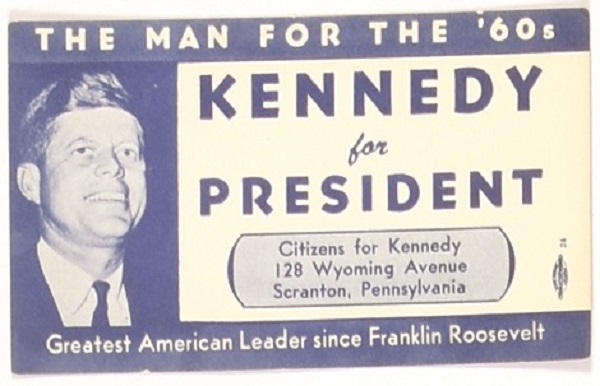 THE MAN FOR THE '60s
KENNEDY
for
PRESIDENT
Citizens for Kennedy
128 Wyoming Avenue
Scranton, Pennsylvania
Greatest American Leader since Franklin Roosevelt